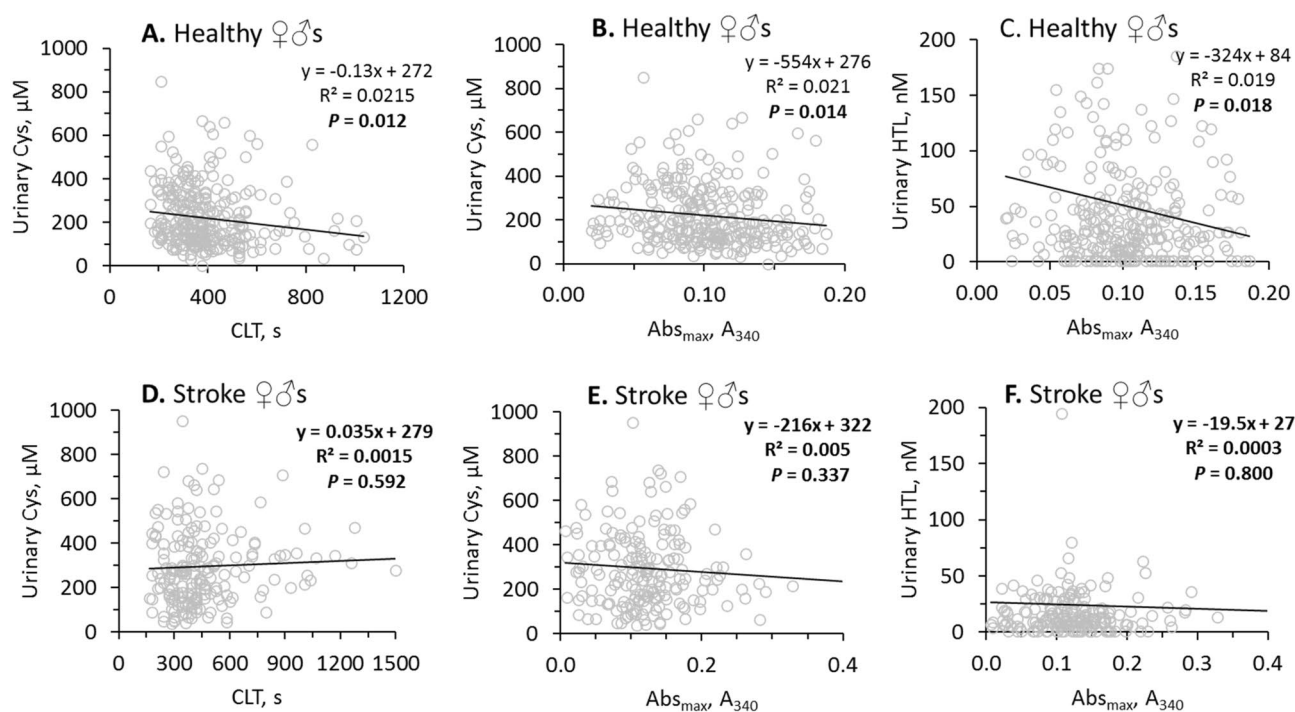 A. Healthy ♀♂s
y = -0.13x + 272
R² = 0.0215
P = 0.012
Urinary Cys, µM
1000
800
600
400
200
0
0 400 800 1200
CLT, s
B. Healthy ♀♂s
y = -554x + 276
R² = 0.021
P = 0.014
Urinary Cys, µM
1000
800
600
400
200
0
0.00 0.10 0.20
Absmax, A340
C. Healthy ♀♂s
y = -324x + 84
R² = 0.019
P = 0.018
Urinary HTL, nM
200
150
100
50
0
0.00 0.05 0.10 0.15 0.20
Absmax, A340
D. Stroke ♀♂s
y = 0.035x + 279
R² = 0.0015
P = 0.592
Urinary Cys, µM
1000
800
600
400
200
0
0 300 600 900 1200 1500
CLT, s
E. Stroke ♀♂s
y = -216x + 322
R² = 0.005
P = 0.337
Urinary Cys, µM
1000
800
600
400
200
0
0.0 0.2 0.4
Absmax, A340
F. Stroke ♀♂s
y = -19.5x + 27
R² = 0.0003
P = 0.800
Urinary HTL, nM
200
150
100
50
0
0.0 0.1 0.2 0.3 0.4
Absmax, A340